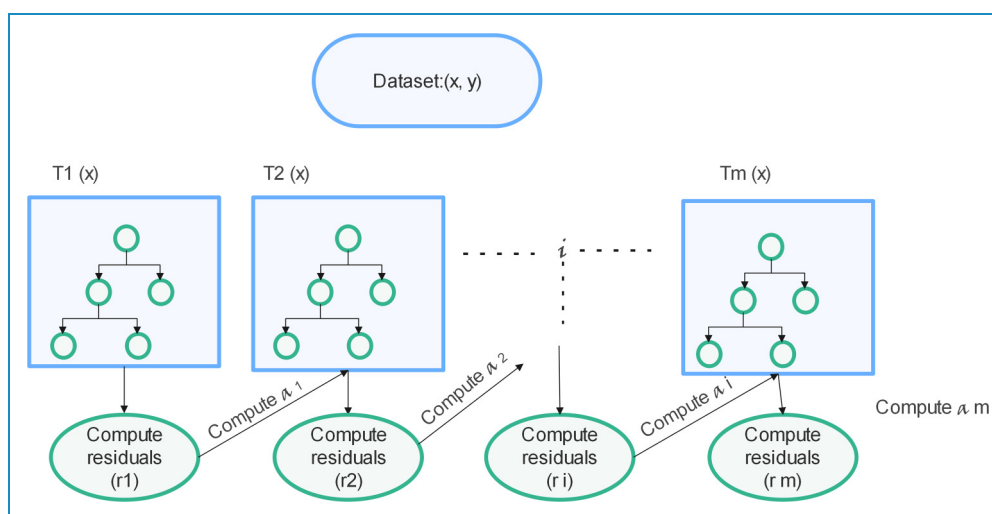 Dataset:(x, y)
T1 (x)
T2 (x)
Tm (x)
i
Compute α 1
Compute α 2
Compute α i
Compute α m
Compute
residuals
(r1)
Compute
residuals
(r2)
Compute
residuals
(r i)
Compute
residuals
(r m)